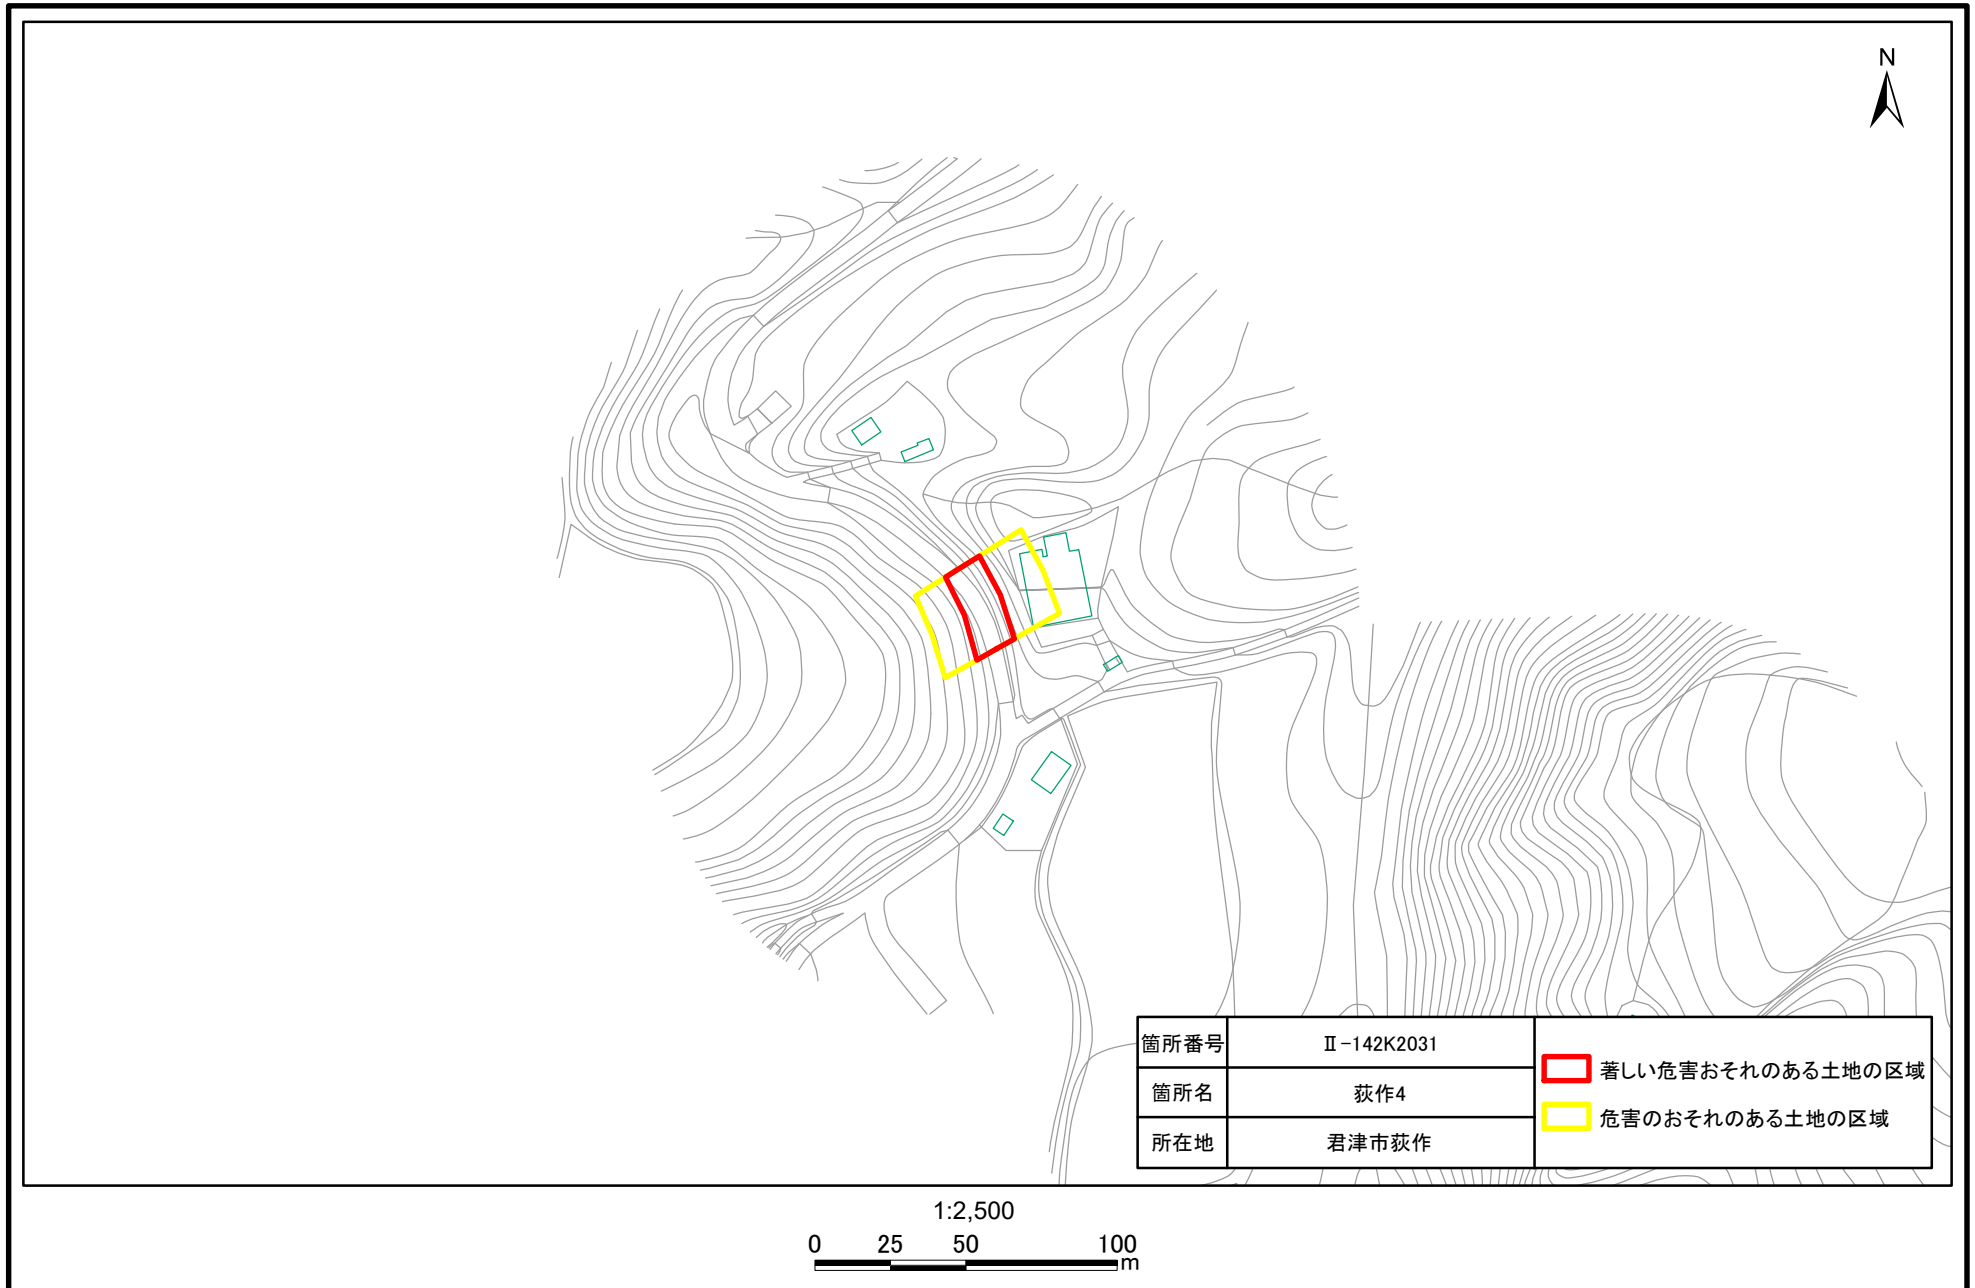 N
箇所番号 Ⅱ-142K2031
箇所名 荻作4
所在地 君津市荻作
著しい危害おそれのある土地の区域
危害のおそれのある土地の区域
1:2,500
0 25 50 100
m